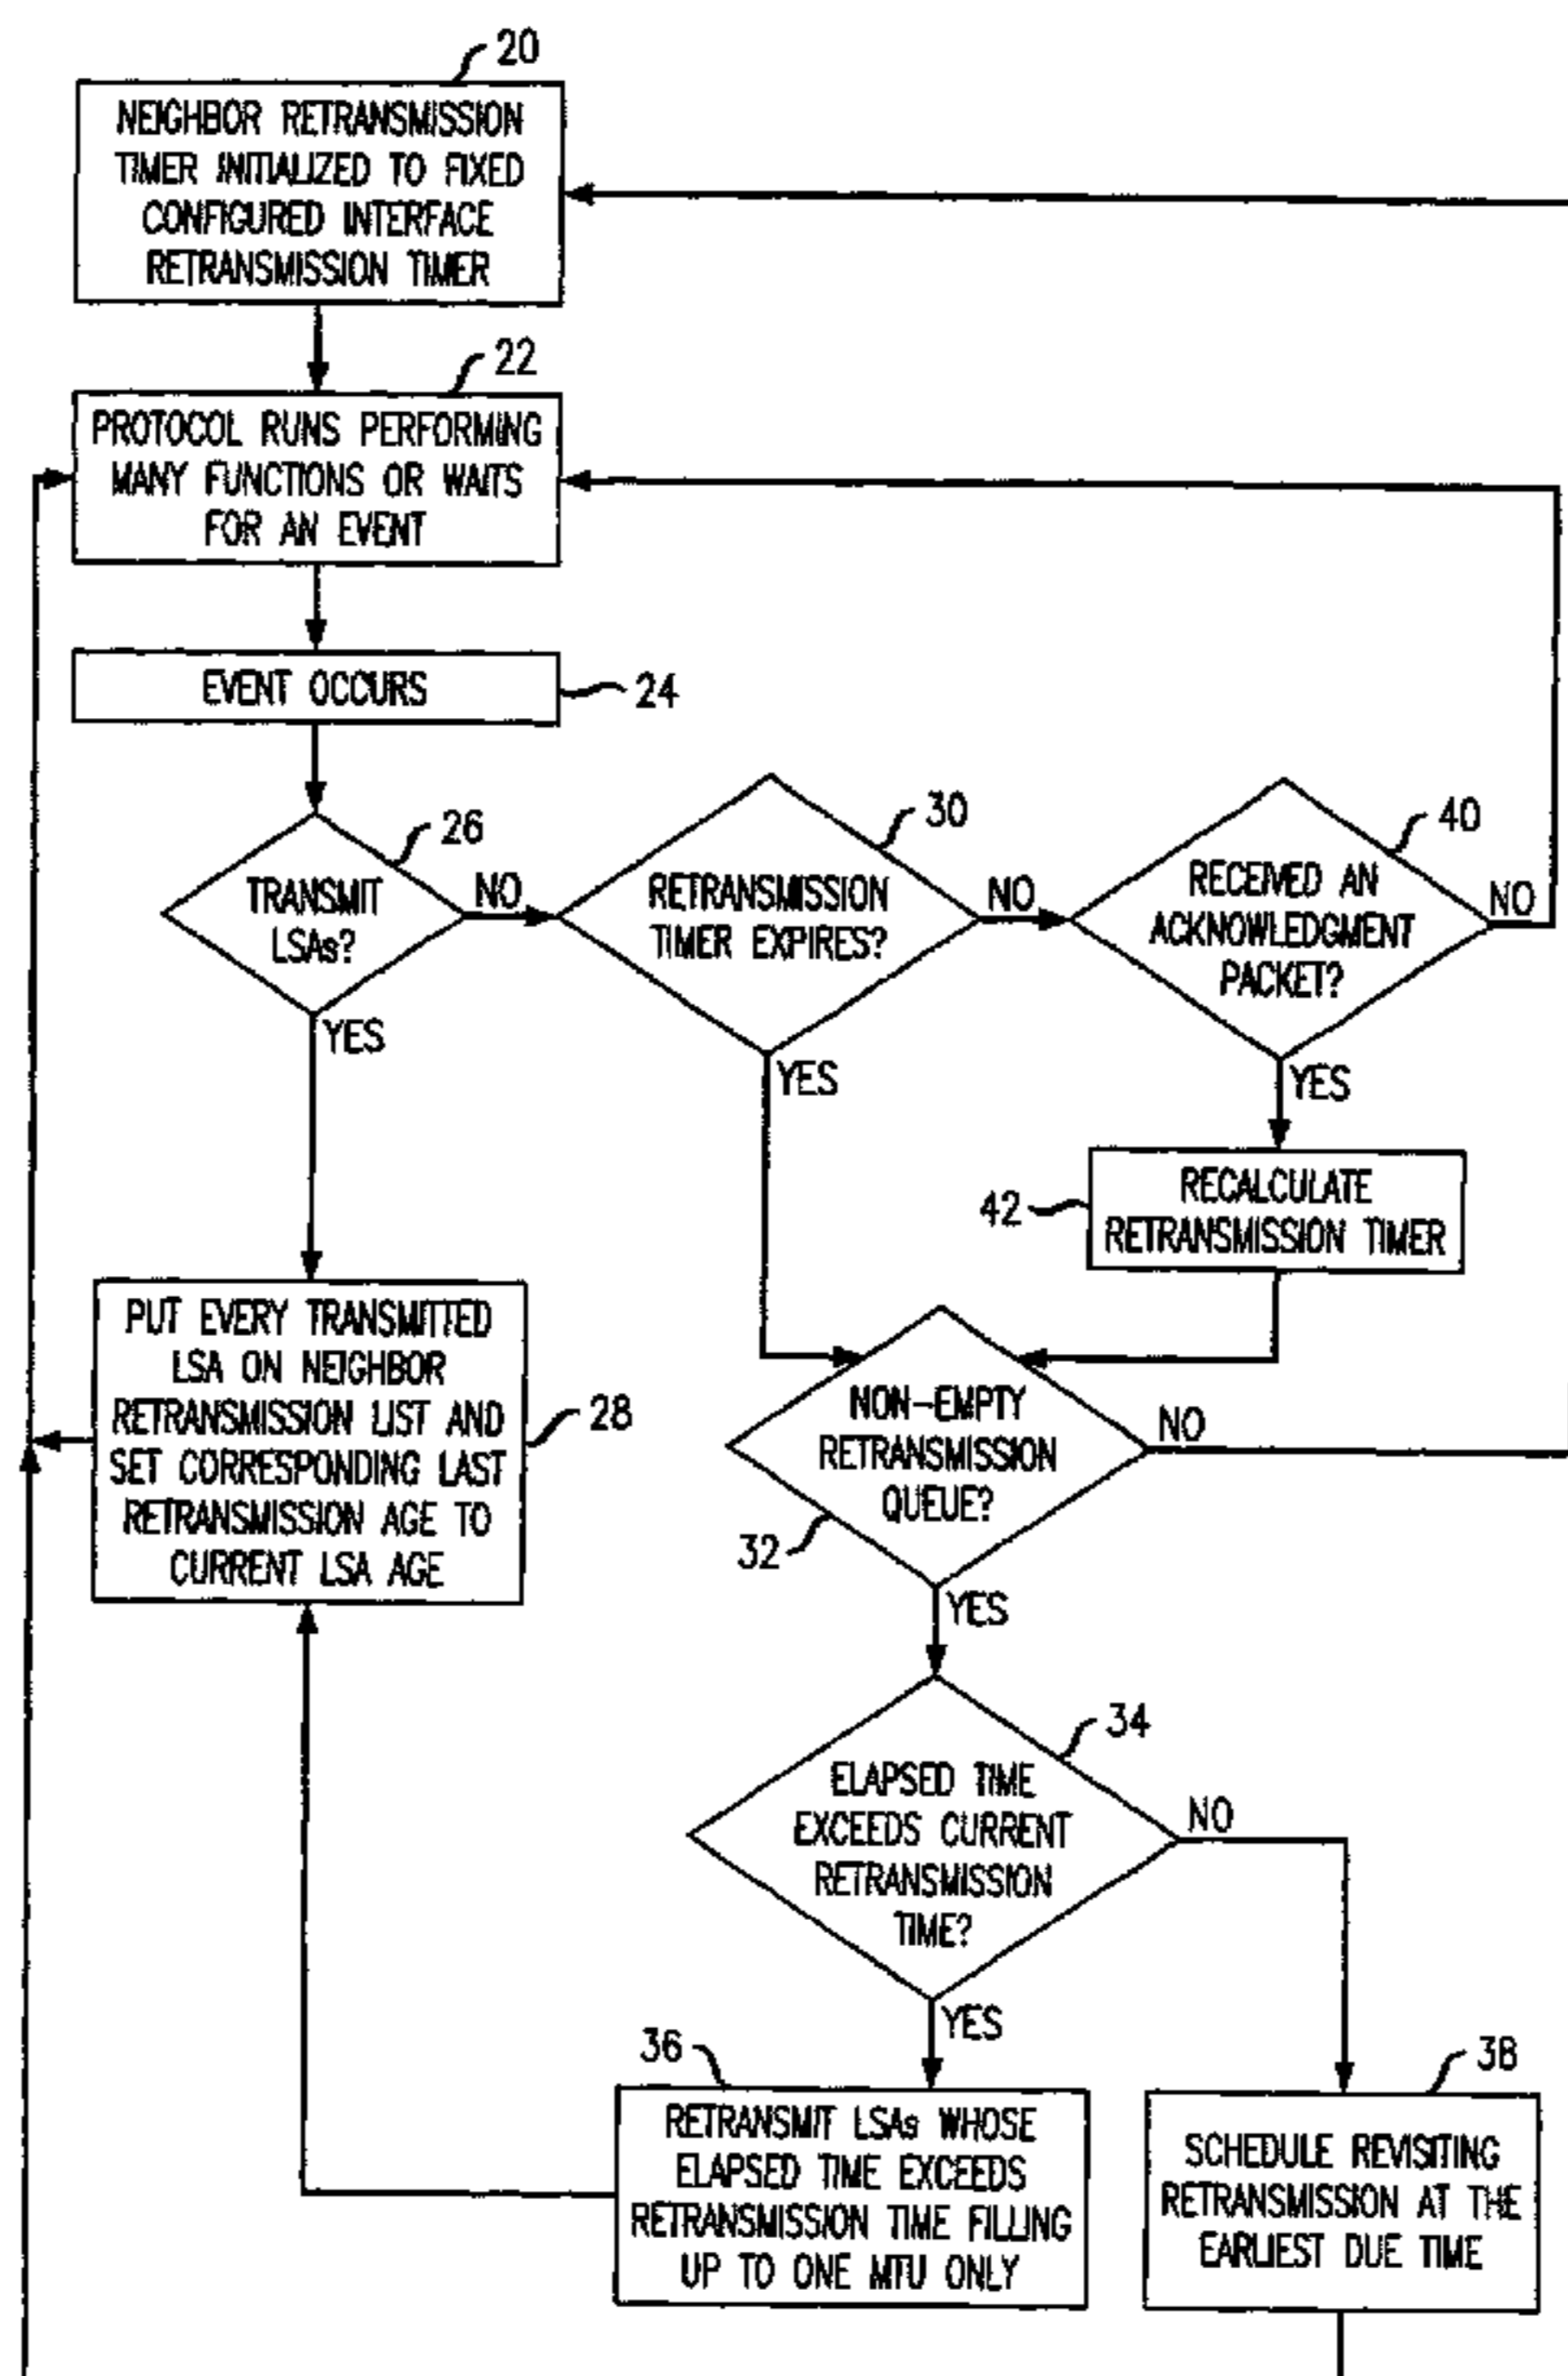 20
NEIGHBOR RETRANSMISSION
TIMER INITIALIZED TO FIXED
CONFIGURED INTERFACE
RETRANSMISSION TIMER
22
PROTOCOL RUNS PERFORMING
MANY FUNCTIONS OR WAITS
FOR AN EVENT
EVENT OCCURS
24
26
TRANSMIT
LSAs?
NO
YES
30
RETRANSMISSION
TIMER EXPIRES?
NO
YES
40
RECEIVED AN
ACKNOWLEDGMENT
PACKET?
NO
YES
42
RECALCULATE
RETRANSMISSION TIMER
PUT EVERY TRANSMITTED
LSA ON NEIGHBOR
RETRANSMISSION LIST AND
SET CORRESPONDING LAST
RETRANSMISSION AGE TO
CURRENT LSA AGE
28
NON-EMPTY
RETRANSMISSION
QUEUE?
32
NO
YES
34
ELAPSED TIME
EXCEEDS CURRENT
RETRANSMISSION
TIME?
NO
YES
36
RETRANSMIT LSAs WHOSE
ELAPSED TIME EXCEEDS
RETRANSMISSION TIME FILLING
UP TO ONE MTU ONLY
38
SCHEDULE REVISITING
RETRANSMISSION AT THE
EARLIEST DUE TIME